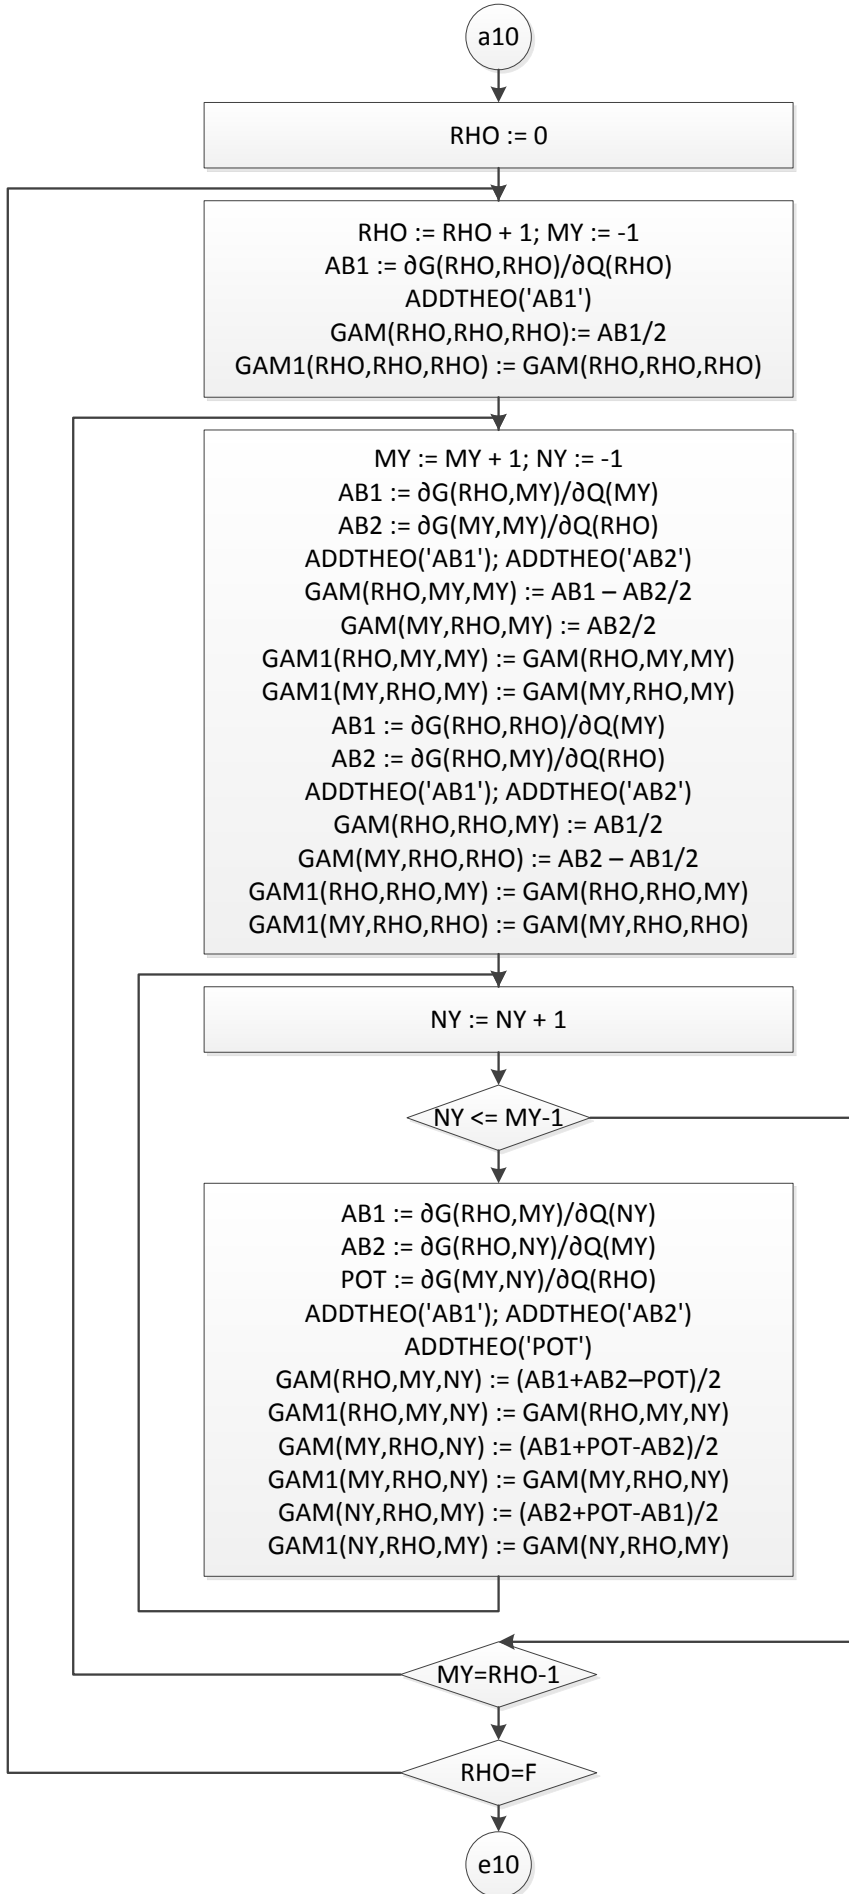 a10
RHO := 0
RHO := RHO + 1; MY := -1
AB1 := ∂G(RHO,RHO)/∂Q(RHO)
ADDTHEO('AB1')
GAM(RHO,RHO,RHO):= AB1/2
GAM1(RHO,RHO,RHO) := GAM(RHO,RHO,RHO)
MY := MY + 1; NY := -1
AB1 := ∂G(RHO,MY)/∂Q(MY)
AB2 := ∂G(MY,MY)/∂Q(RHO)
ADDTHEO('AB1'); ADDTHEO('AB2')
GAM(RHO,MY,MY) := AB1 – AB2/2
GAM(MY,RHO,MY) := AB2/2
GAM1(RHO,MY,MY) := GAM(RHO,MY,MY)
GAM1(MY,RHO,MY) := GAM(MY,RHO,MY)
AB1 := ∂G(RHO,RHO)/∂Q(MY)
AB2 := ∂G(RHO,MY)/∂Q(RHO)
ADDTHEO('AB1'); ADDTHEO('AB2')
GAM(RHO,RHO,MY) := AB1/2
GAM(MY,RHO,RHO) := AB2 – AB1/2
GAM1(RHO,RHO,MY) := GAM(RHO,RHO,MY)
GAM1(MY,RHO,RHO) := GAM(MY,RHO,RHO)
NY := NY + 1
NY <= MY-1
AB1 := ∂G(RHO,MY)/∂Q(NY)
AB2 := ∂G(RHO,NY)/∂Q(MY)
POT := ∂G(MY,NY)/∂Q(RHO)
ADDTHEO('AB1'); ADDTHEO('AB2')
ADDTHEO('POT')
GAM(RHO,MY,NY) := (AB1+AB2–POT)/2
GAM1(RHO,MY,NY) := GAM(RHO,MY,NY)
GAM(MY,RHO,NY) := (AB1+POT-AB2)/2
GAM1(MY,RHO,NY) := GAM(MY,RHO,NY)
GAM(NY,RHO,MY) := (AB2+POT-AB1)/2
GAM1(NY,RHO,MY) := GAM(NY,RHO,MY)
MY=RHO-1
RHO=F
e10